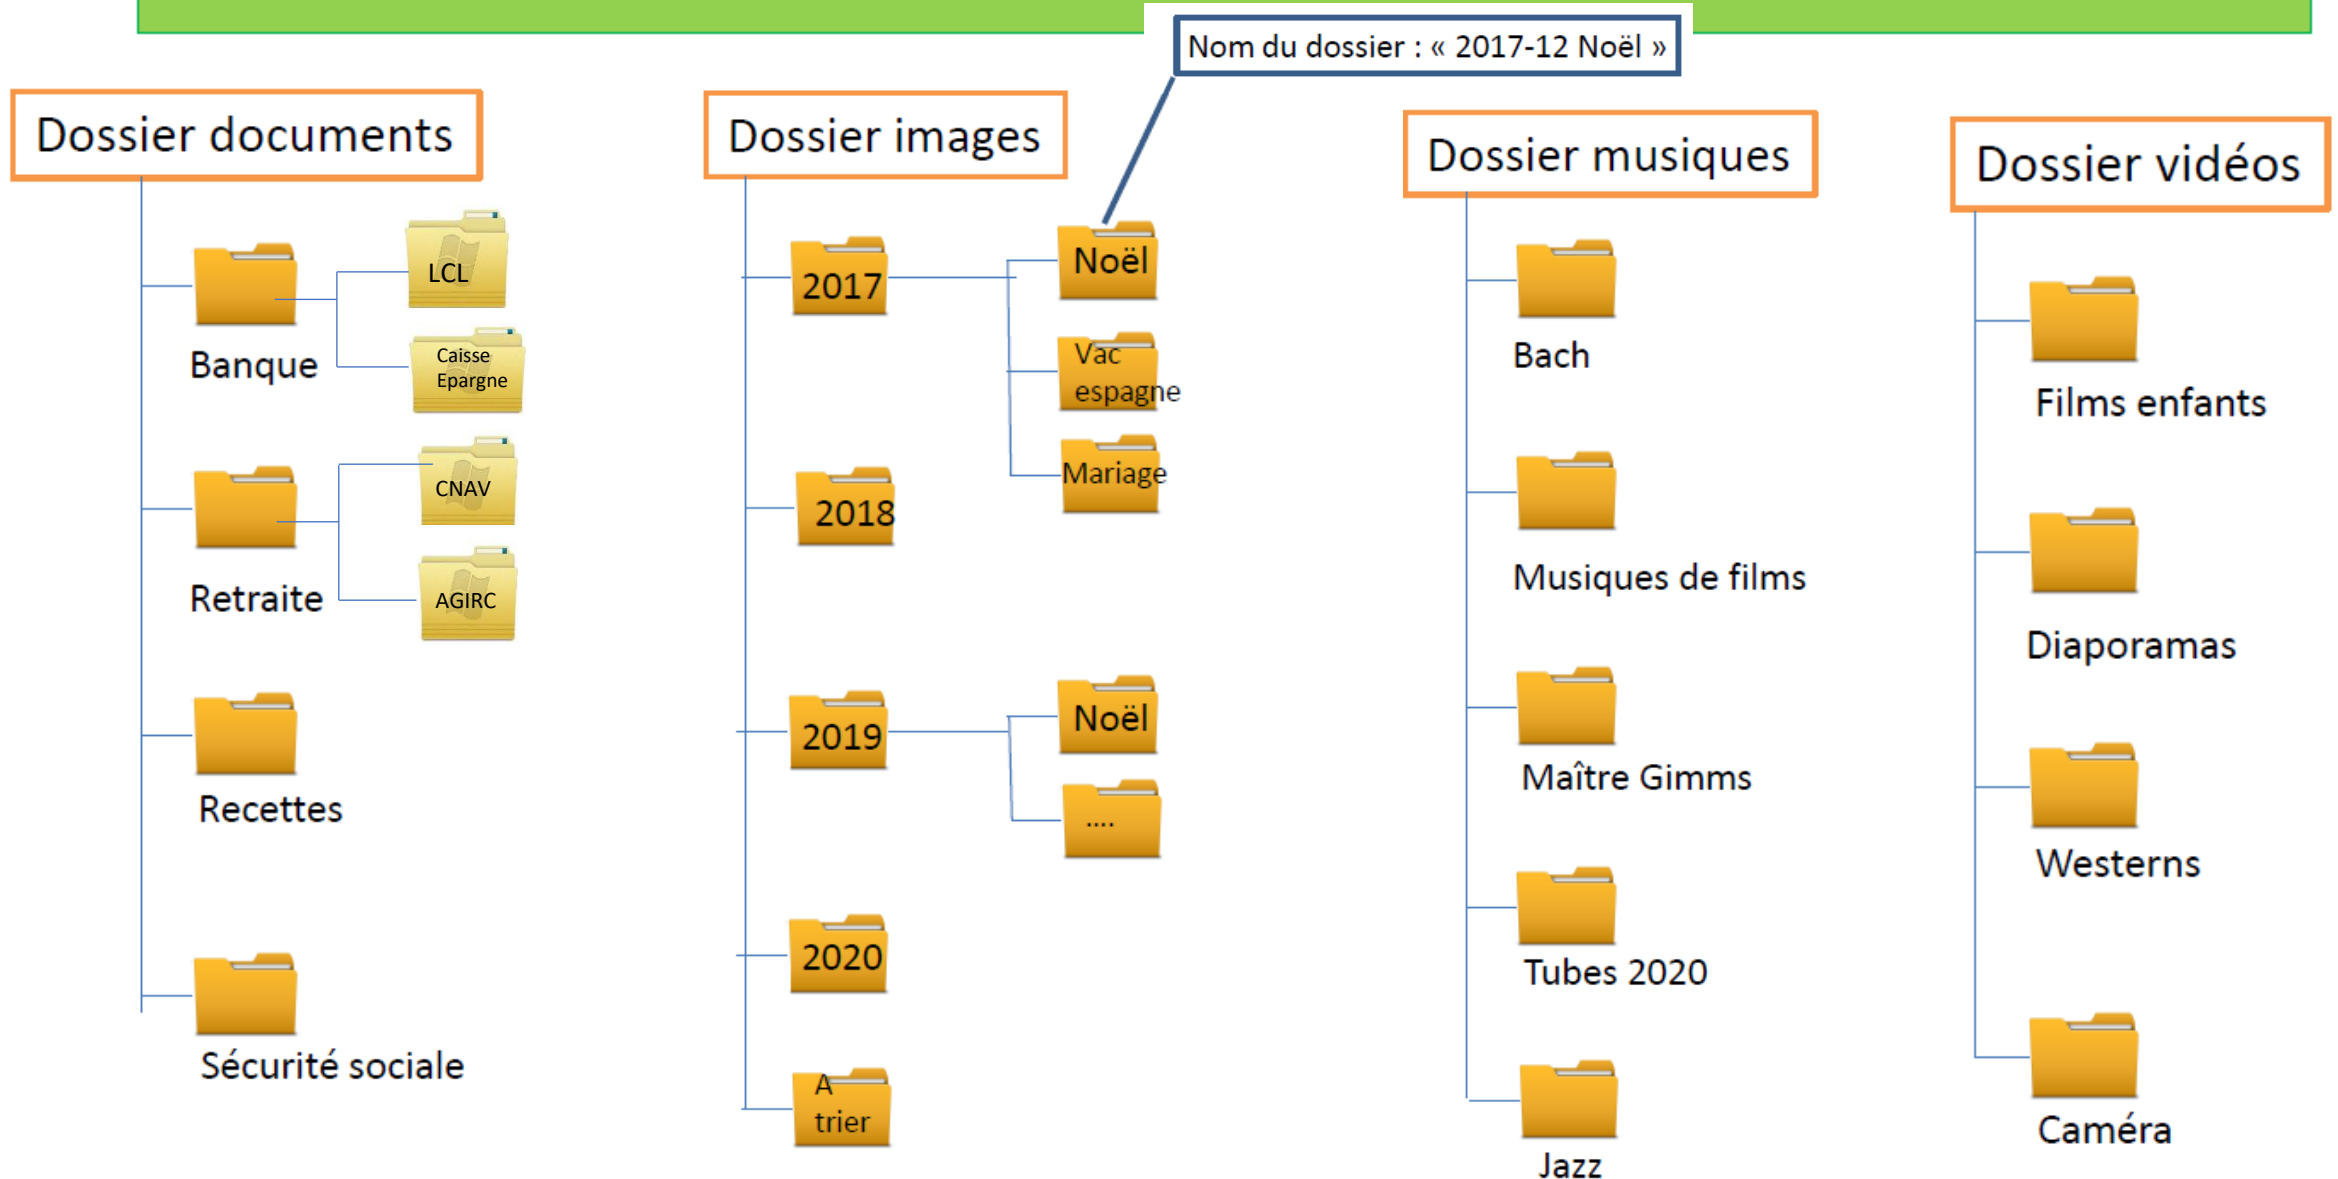 Nom du dossier : « 2017-12 Noël »
Dossier documents
LCL
Banque
Caisse
Epargne
CNAV
Retraite
AGIRC
Recettes
Sécurité sociale
Dossier images
2017
Noël
Vac
espagne
Mariage
2018
2019
Noël
....
2020
A
trier
Dossier musiques
Bach
Musiques de films
Maître Gimms
Tubes 2020
Jazz
Dossier vidéos
Films enfants
Diaporamas
Westerns
Caméra